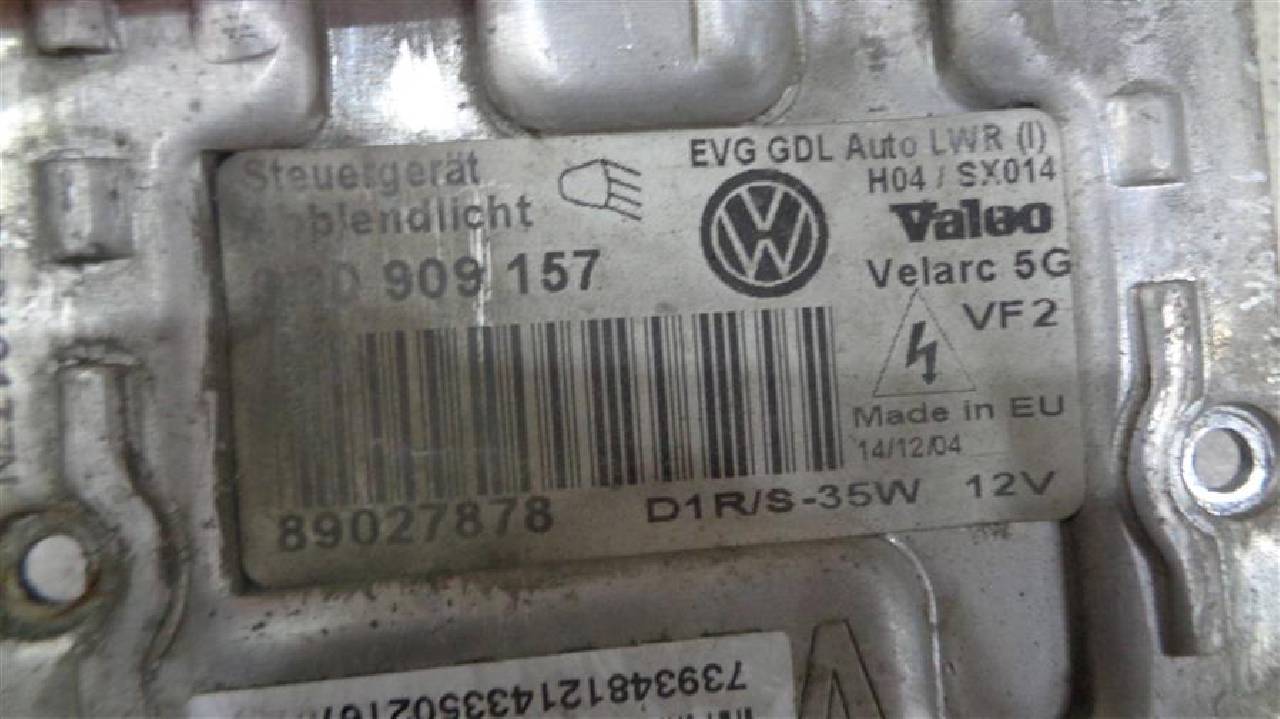 Steuergerät
EVG GDL Auto LWR (I)
H04 / SX014
Valeo
909 157
Velarc 5G
VF2
Made in EU
14/12/04
89027878
D1R/S-35W 12V